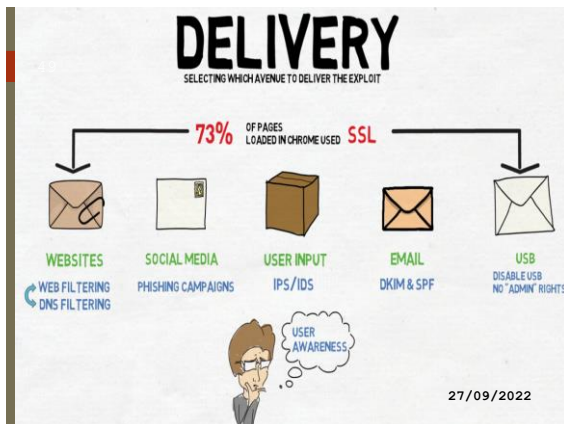 DELIVERY
SELECTING WHICH AVENUE TO DELIVER THE EXPLOIT
73% OF PAGES
LOADED IN CHROME USED SSL
WEBSITES
WEB FILTERING
DNS FILTERING
SOCIAL MEDIA
PHISHING CAMPAIGNS
USER INPUT
IPS/IDS
EMAIL
DKIM & SPF
USB
DISABLE USB
NO "ADMIN" RIGHTS
USER
AWARENESS
27/09/2022